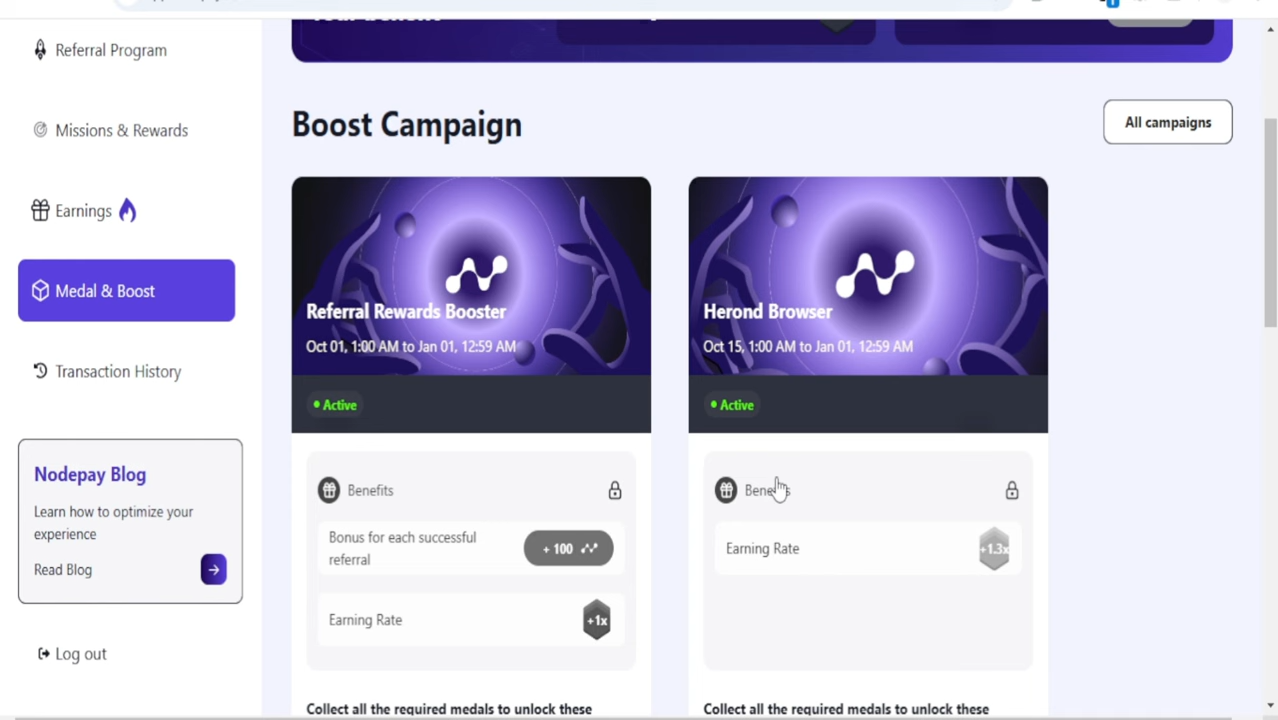 Referral Program
Missions & Rewards
Earnings
Medal & Boost
Transaction History
Nodepay Blog
Learn how to optimize your
experience
Read Blog
Log out
Boost Campaign
All campaigns
Referral Rewards Booster
Oct 01, 1:00 AM to Jan 01, 12:59 AM
Active
Benefits
Bonus for each successful
referral
+ 100
Earning Rate
+1x
Collect all the required medals to unlock these
Herond Browser
Oct 15, 1:00 AM to Jan 01, 12:59 AM
Active
Benefits
Earning Rate
+1.3x
Collect all the required medals to unlock these